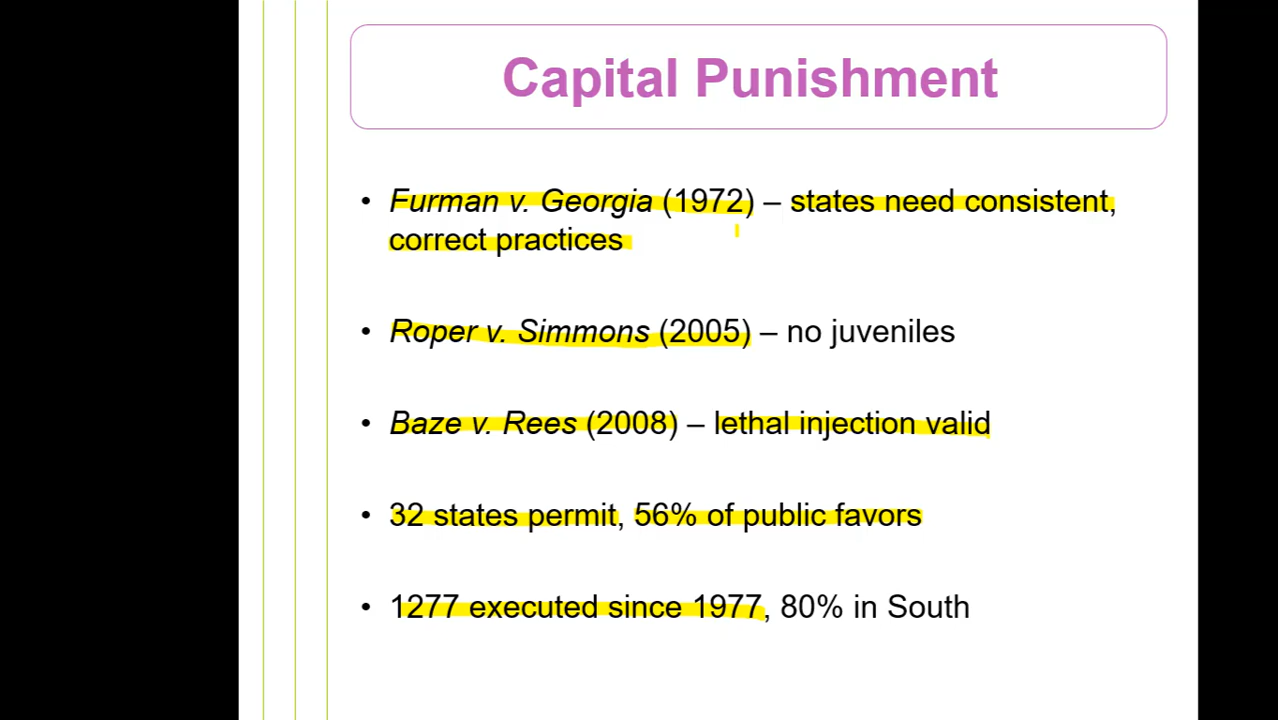 Capital Punishment
• Furman v. Georgia (1972) – states need consistent,
correct practices
• Roper v. Simmons (2005) – no juveniles
• Baze v. Rees (2008) – lethal injection valid
• 32 states permit, 56% of public favors
• 1277 executed since 1977, 80% in South